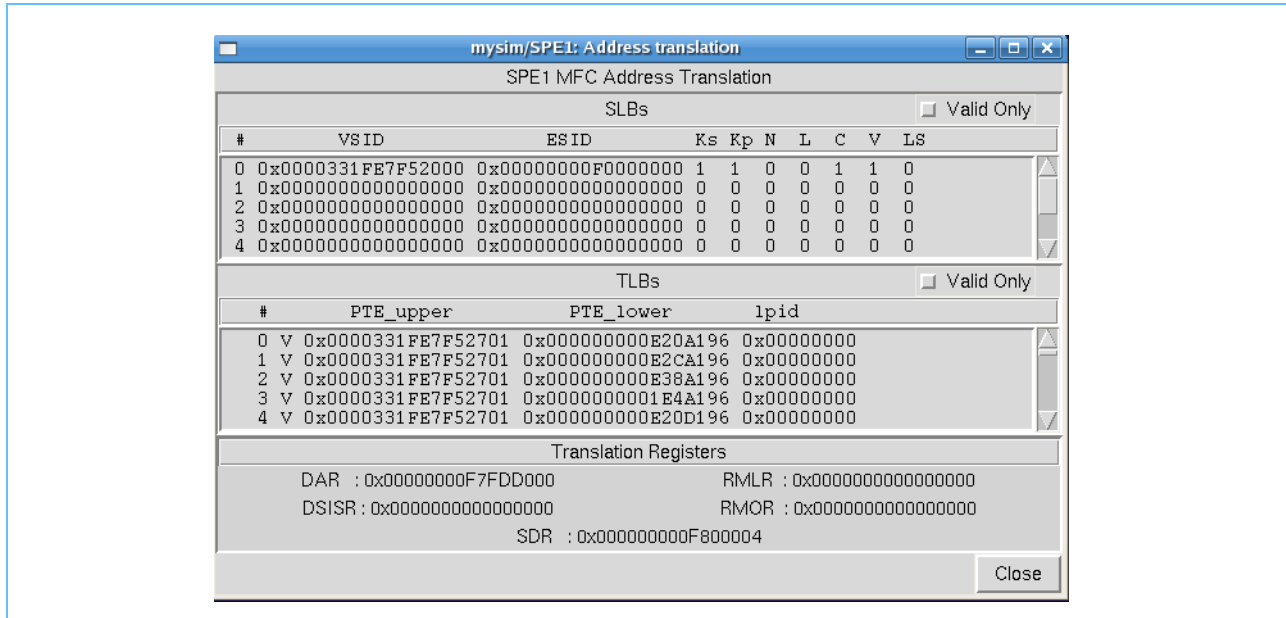 mysim/SPE1: Address translation
SPE1 MFC Address Translation
SLBs Valid Only
# VSID ESID Ks Kp N L C V LS
0 0x0000331FE7F52000 0x00000000F0000000 1 1 0 0 1 1 0
1 0x0000000000000000 0x0000000000000000 0 0 0 0 0 0 0
2 0x0000000000000000 0x0000000000000000 0 0 0 0 0 0 0
3 0x0000000000000000 0x0000000000000000 0 0 0 0 0 0 0
4 0x0000000000000000 0x0000000000000000 0 0 0 0 0 0 0
TLBs Valid Only
# PTE_upper PTE_lower lpid
0 V 0x0000331FE7F52701 0x000000000E20A196 0x00000000
1 V 0x0000331FE7F52701 0x000000000E2CA196 0x00000000
2 V 0x0000331FE7F52701 0x000000000E38A196 0x00000000
3 V 0x0000331FE7F52701 0x0000000001E4A196 0x00000000
4 V 0x0000331FE7F52701 0x000000000E20D196 0x00000000
Translation Registers
DAR : 0x00000000F7FDD000 RMLR : 0x0000000000000000
DSISR : 0x0000000000000000 RMOR : 0x0000000000000000
SDR : 0x000000000F800004
Close